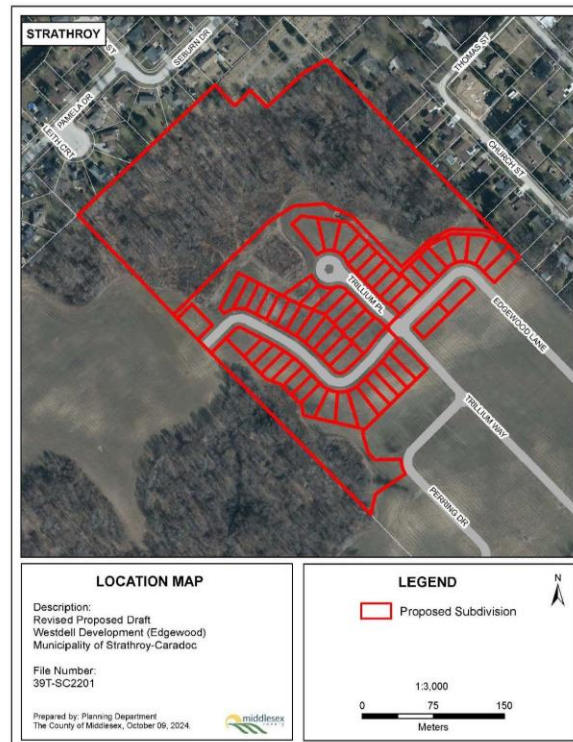 STRATHROY
ST
SEBURN DR
PAMELA DR
LEITH CRT
THOMAS ST
CHURCH ST
TRILLIUM PL
EDGEWOOD LANE
TRILLIUM WAY
PERRING DR
LOCATION MAP
Description:
Revised Proposed Draft
Westdell Development (Edgewood)
Municipality of Strathroy-Caradoc
File Number:
39T-SC2201
Prepared by: Planning Department
The County of Middlesex, October 09, 2024.
middlesex
LEGEND
N
Proposed Subdivision
1:3,000
0 75 150
Meters